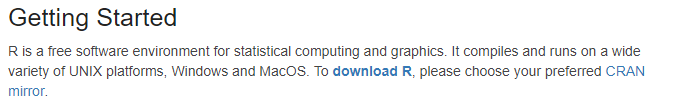 Getting Started
R is a free software environment for statistical computing and graphics. It compiles and runs on a wide
variety of UNIX platforms, Windows and MacOS. To download R, please choose your preferred CRAN
mirror.